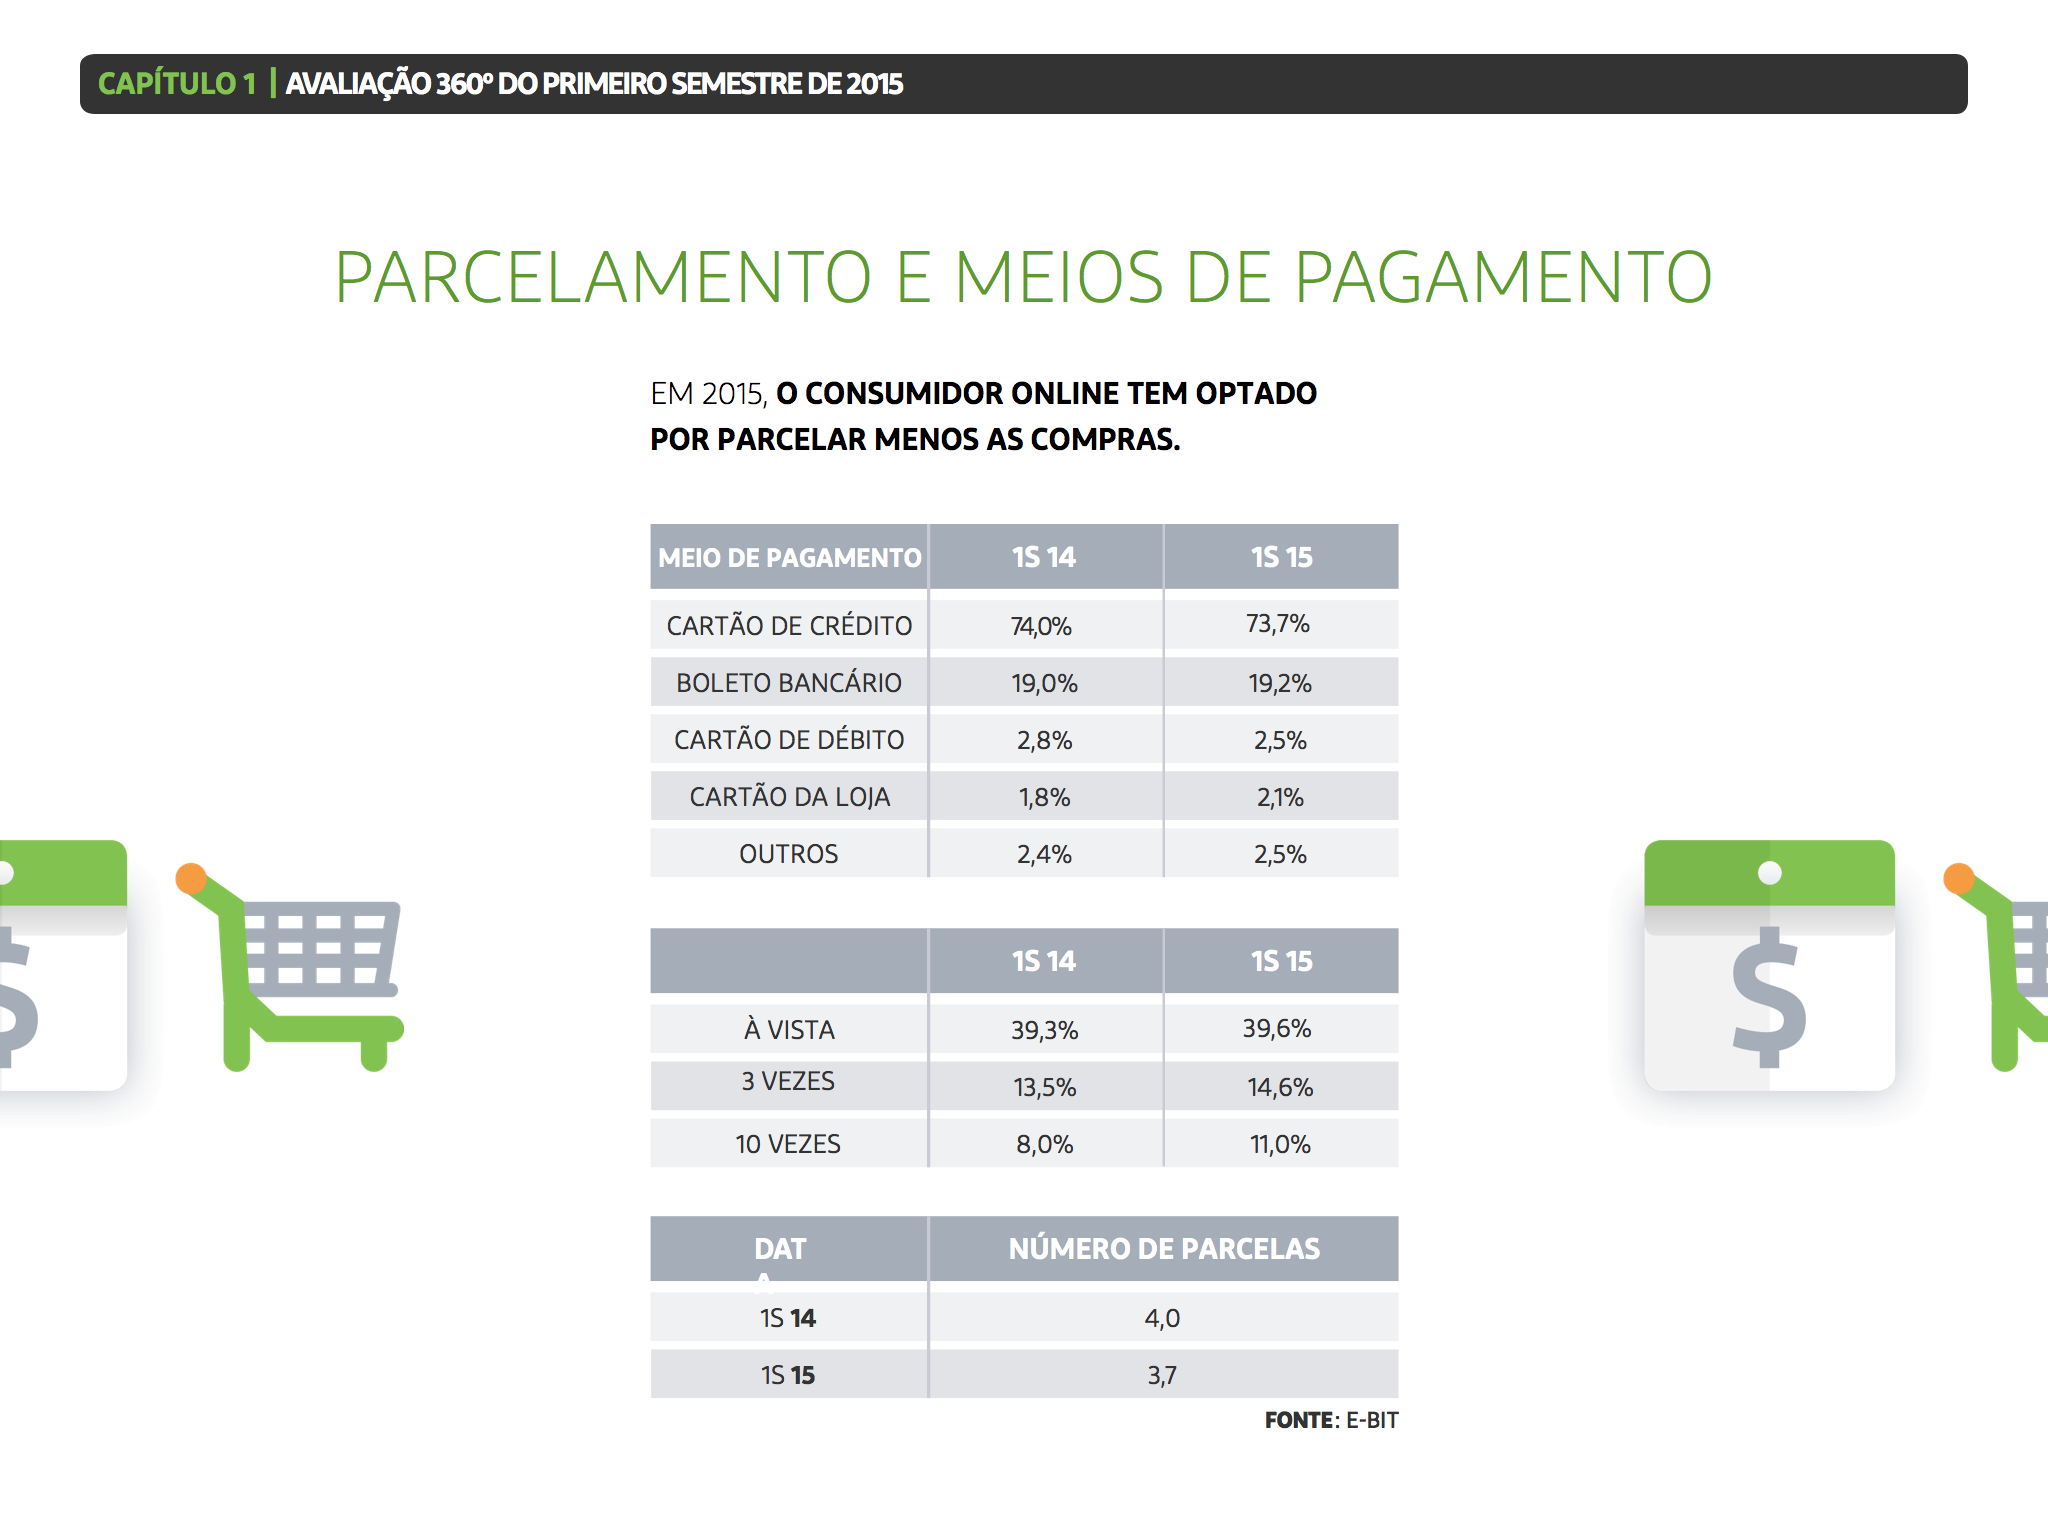 CAPÍTULO 1 | AVALIAÇÃO 360º DO PRIMEIRO SEMESTRE DE 2015
PARCELAMENTO E MEIOS DE PAGAMENTO
EM 2015, O CONSUMIDOR ONLINE TEM OPTADO
POR PARCELAR MENOS AS COMPRAS.
MEIO DE PAGAMENTO 1S 14 1S 15
CARTÃO DE CRÉDITO 74,0% 73,7%
BOLETO BANCÁRIO 19,0% 19,2%
CARTÃO DE DÉBITO 2,8% 2,5%
CARTÃO DA LOJA 1,8% 2,1%
OUTROS 2,4% 2,5%
1S 14 1S 15
À VISTA 39,3% 39,6%
3 VEZES 13,5% 14,6%
10 VEZES 8,0% 11,0%
DAT NÚMERO DE PARCELAS
A
1S 14 4,0
1S 15 3,7
FONTE: E-BIT
$ $